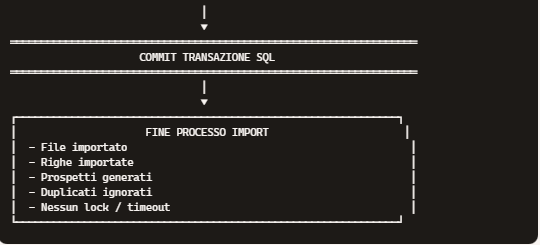 COMMIT TRANSAZIONE SQL
FINE PROCESSO IMPORT
- File importato
- Righe importate
- Prospetti generati
- Duplicati ignorati
- Nessun lock / timeout